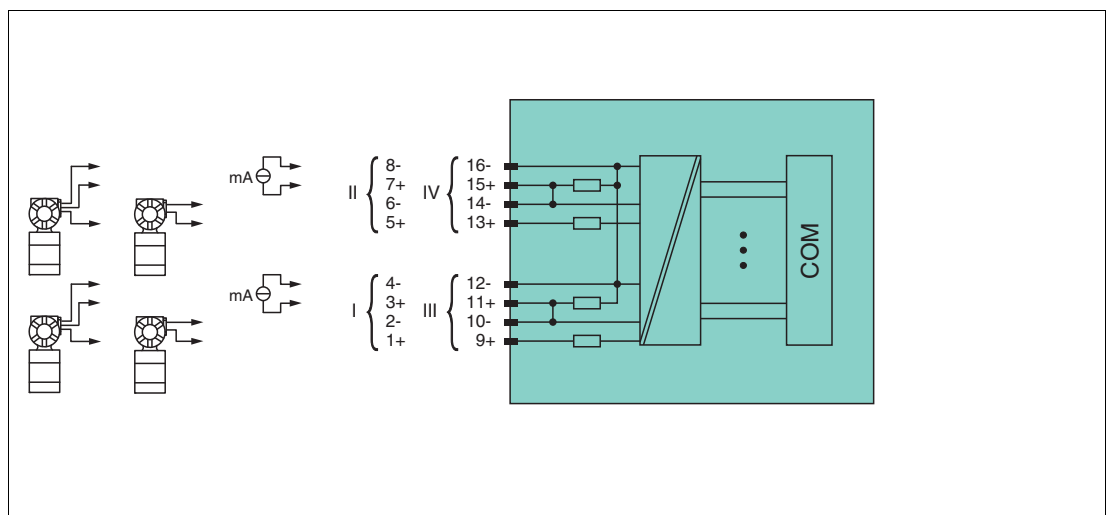 mA
II
8-
7+
6-
5+
IV
16-
15+
14-
13+
mA
I
4-
3+
2-
1+
III
12-
11+
10-
9+
COM